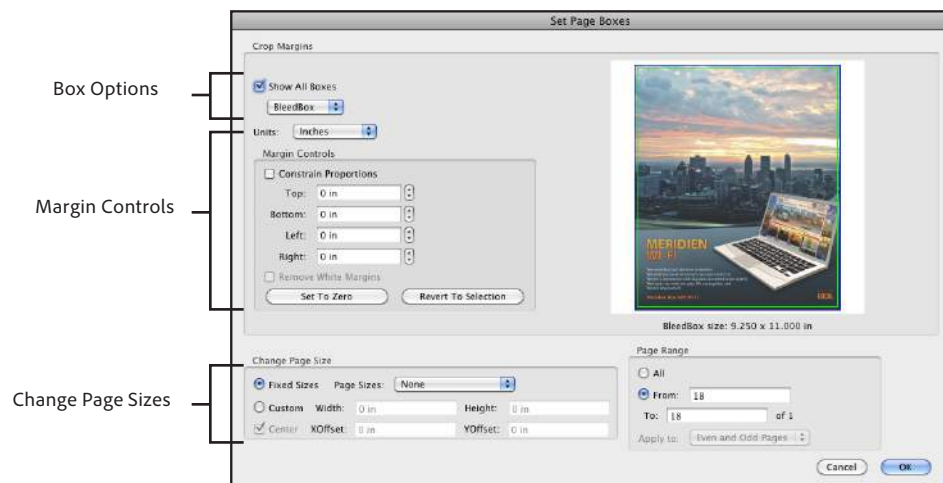 Set Page Boxes
Crop Margins
Box Options
Show All Boxes
BleedBox
Units: Inches
Margin Controls
Margin Controls
Constrain Proportions
Top: 0 in
Bottom: 0 in
Left: 0 in
Right: 0 in
Remove White Margins
Set To Zero Revert To Selection
MERIDIEN
WI-FI
BleedBox size: 9.250 x 11.000 in
Change Page Sizes
Change Page Size
Fixed Sizes Page Sizes: None
Custom Width: 0 in Height: 0 in
Center XOffset: 0 in YOffset: 0 in
Page Range
All
From: 18
To: 18 of 1
Apply to: Even and Odd Pages
Cancel OK